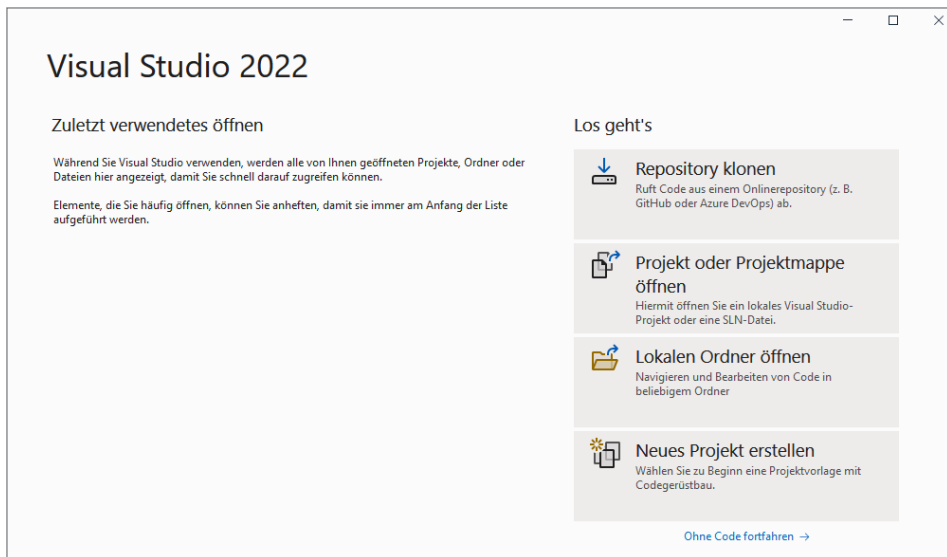 Visual Studio 2022
Zuletzt verwendetes öffnen
Während Sie Visual Studio verwenden, werden alle von Ihnen geöffneten Projekte, Ordner oder
Dateien hier angezeigt, damit Sie schnell darauf zugreifen können.
Elemente, die Sie häufig öffnen, können Sie anheften, damit sie immer am Anfang der Liste
aufgeführt werden.
Los geht's
Repository klonen
Ruft Code aus einem Onlinerepository (z. B.
GitHub oder Azure DevOps) ab.
Projekt oder Projektmappe
öffnen
Hiermit öffnen Sie ein lokales Visual Studio-
Projekt oder eine SLN-Datei.
Lokalen Ordner öffnen
Navigieren und Bearbeiten von Code in
beliebigem Ordner
Neues Projekt erstellen
Wählen Sie zu Beginn eine Projektvorlage mit
Codegerüstbau.
Ohne Code fortfahren →